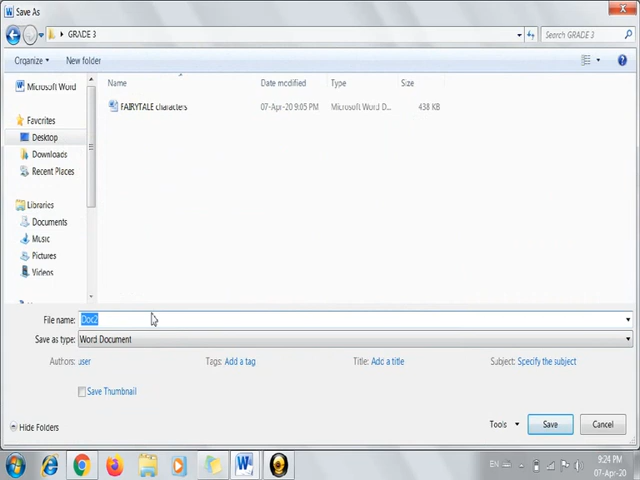 Save As
GRADE 3
Search GRADE 3
Organize
New folder
Name
Date modified
Type
Size
Microsoft Word
FAIRYTALE characters
07-Apr-20 9:05 PM
Microsoft Word D...
438 KB
Favorites
Desktop
Downloads
Recent Places
Libraries
Documents
Music
Pictures
Videos
File name:
Doc2
Save as type:
Word Document
Authors: user
Tags: Add a tag
Title: Add a title
Subject: Specify the subject
Save Thumbnail
Hide Folders
Tools
Save
Cancel
EN
9:24 PM
07-Apr-20